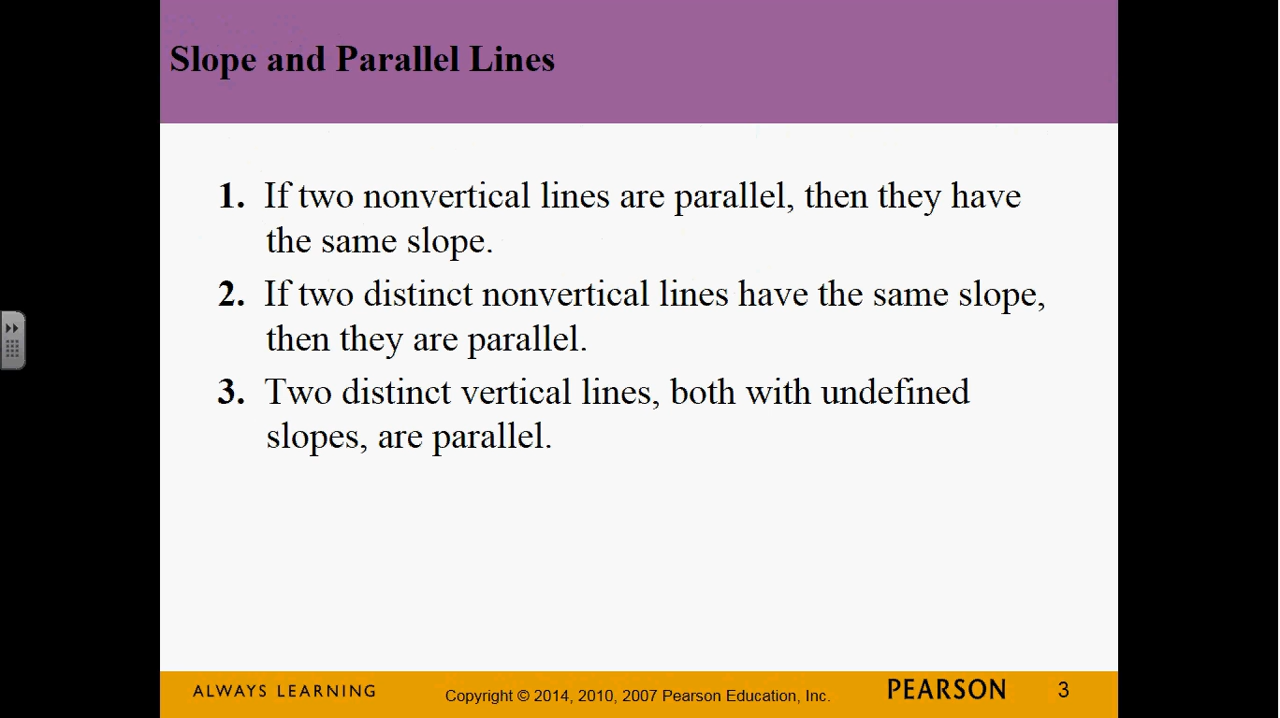 Slope and Parallel Lines
1. If two nonvertical lines are parallel, then they have
the same slope.
2. If two distinct nonvertical lines have the same slope,
then they are parallel.
3. Two distinct vertical lines, both with undefined
slopes, are parallel.
ALWAYS LEARNING Copyright © 2014, 2010, 2007 Pearson Education, Inc. PEARSON 3